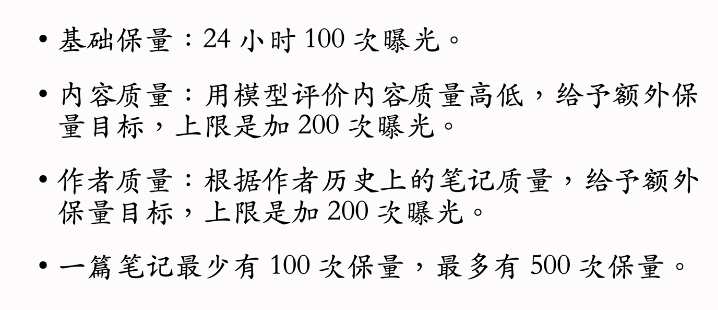 • 基础保量：24 小时 100 次曝光。
• 内容质量：用模型评价内容质量高低，给予额外保
量目标，上限是加 200 次曝光。
• 作者质量：根据作者历史上的笔记质量，给予额外
保量目标，上限是加 200 次曝光。
• 一篇笔记最少有 100 次保量，最多有 500 次保量。